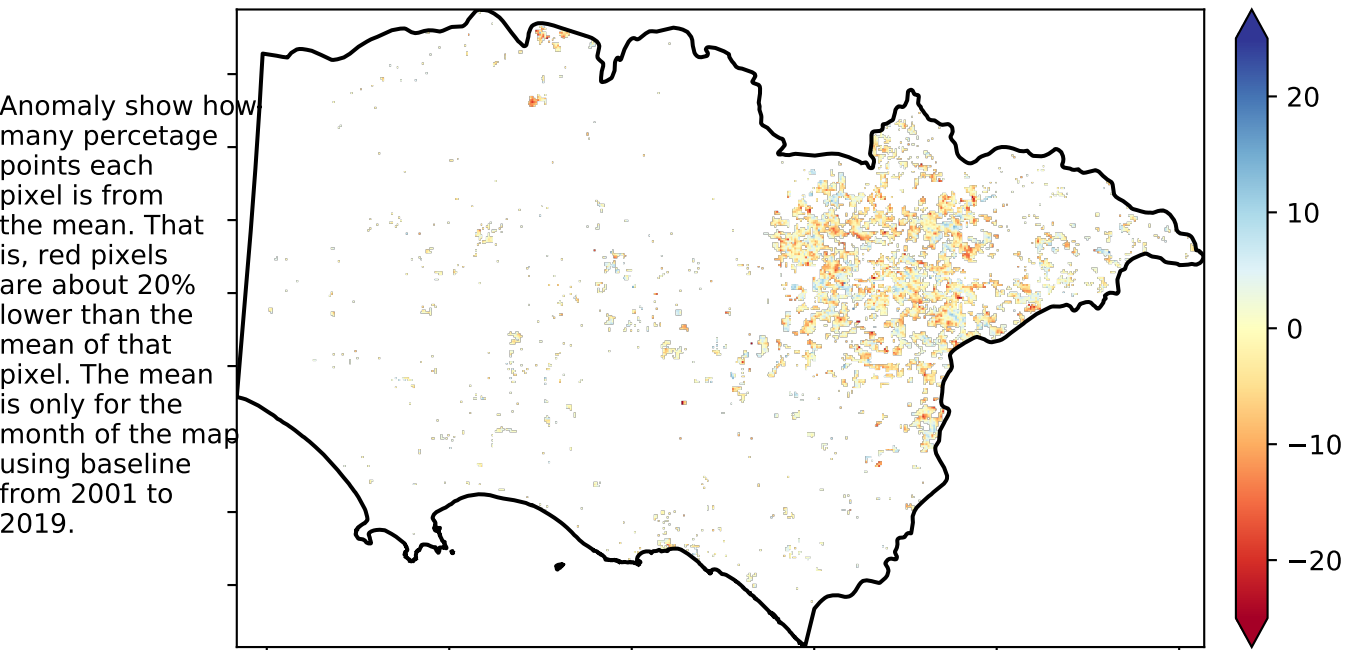 Anomaly show how
many percetage
points each
pixel is from
the mean. That
is, red pixels
are about 20%
lower than the
mean of that
pixel. The mean
is only for the
month of the map
using baseline
from 2001 to
2019.
20
10
0
−10
−20